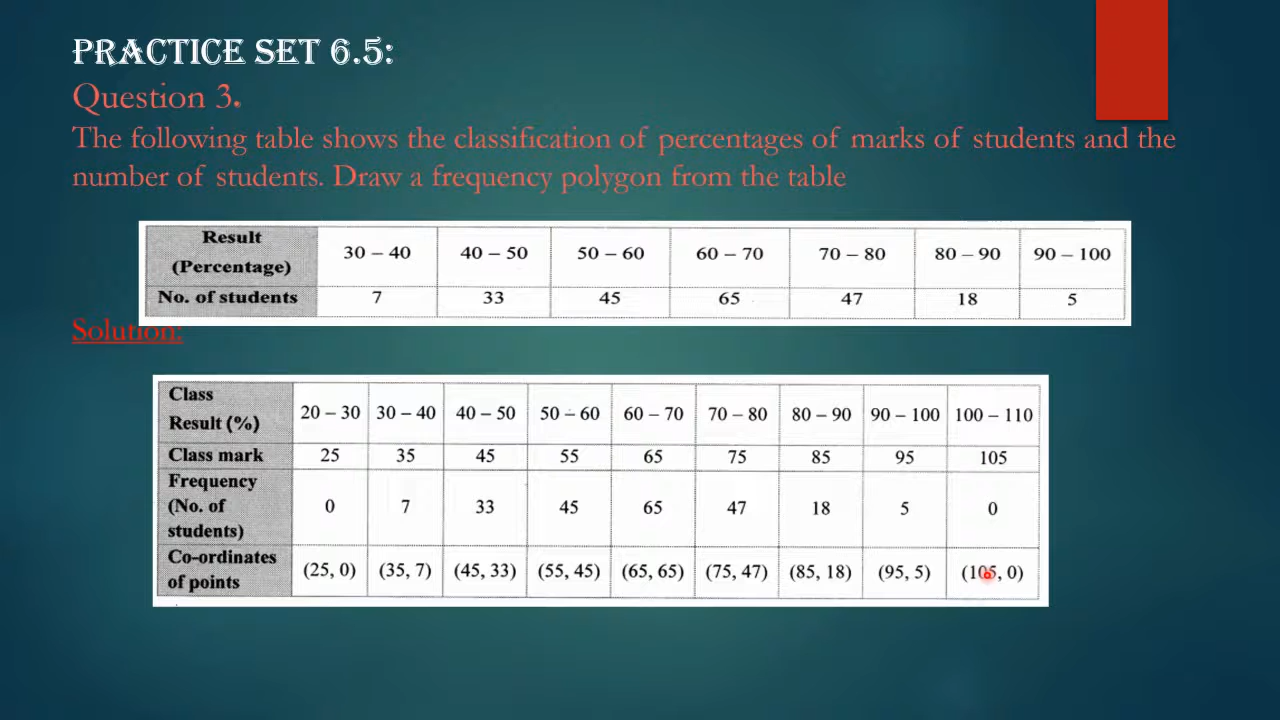 PRACTICE SET 6.5:
Question 3.
The following table shows the classification of percentages of marks of students and the
number of students. Draw a frequency polygon from the table
Result (Percentage) 30 – 40 40 – 50 50 – 60 60 – 70 70 – 80 80 – 90 90 – 100
No. of students 7 33 45 65 47 18 5
Solution:
Class Result (%) 20 – 30 30 – 40 40 – 50 50 – 60 60 – 70 70 – 80 80 – 90 90 – 100 100 – 110
Class mark 25 35 45 55 65 75 85 95 105
Frequency (No. of students) 0 7 33 45 65 47 18 5 0
Co-ordinates of points (25, 0) (35, 7) (45, 33) (55, 45) (65, 65) (75, 47) (85, 18) (95, 5) (105, 0)